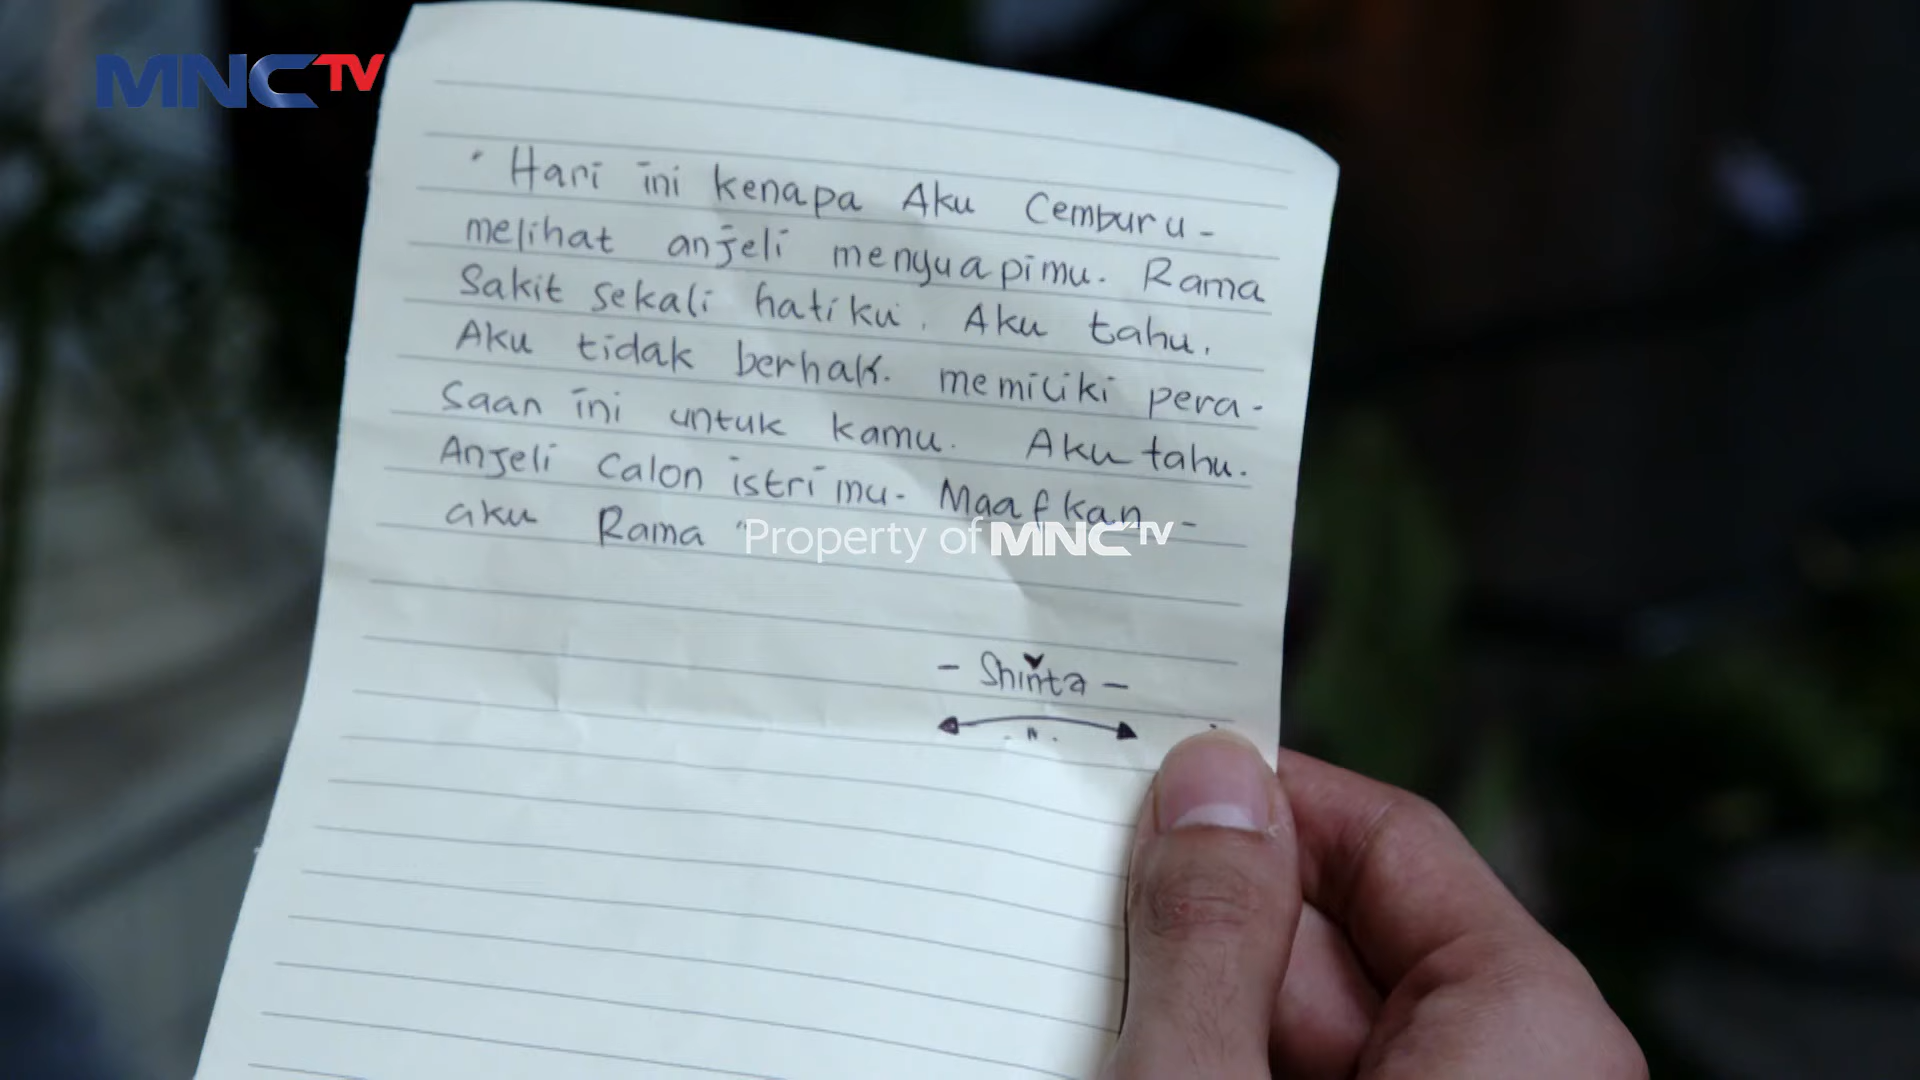 MNCTV
" Hari ini kenapa Aku Cemburu -
melihat anjeli menyuapimu. Rama
Sakit sekali hatiku. Aku tahu.
Aku tidak berhak. memiliki pera-
saan ini untuk kamu. Aku tahu.
Anjeli Calon istrimu. Maafkan -
aku Rama "
Property of MNCTV
- Shinta -